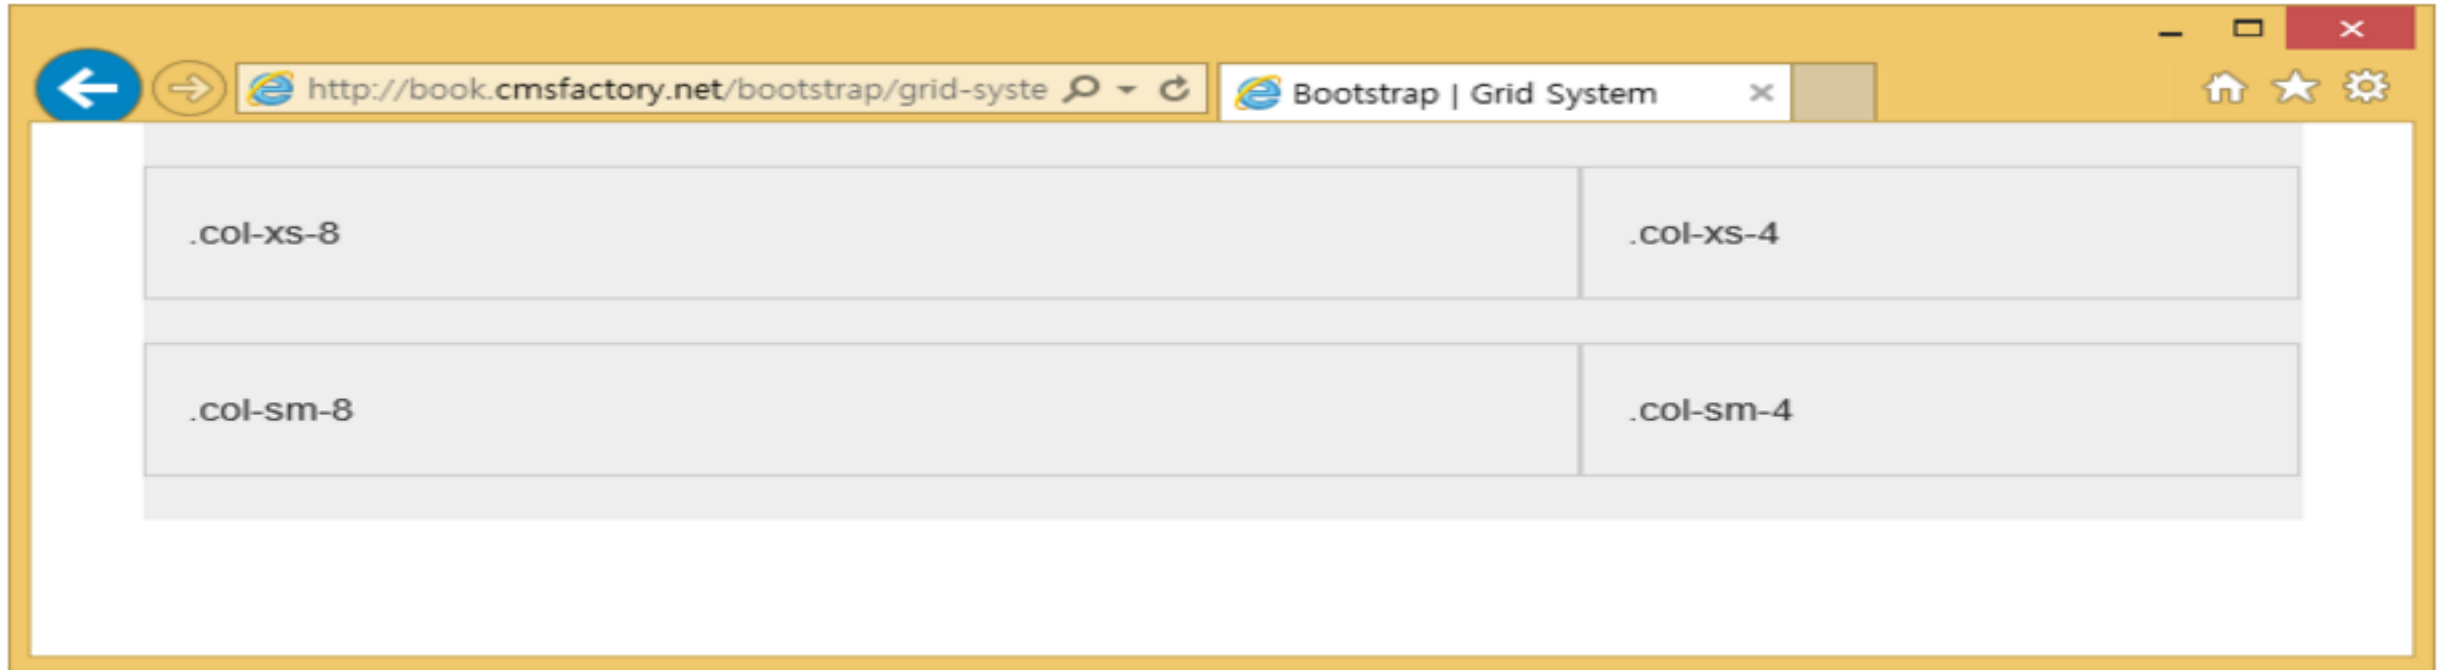 http://book.cmsfactory.net/bootstrap/grid-syste
Bootstrap | Grid System
.col-xs-8 .col-xs-4
.col-sm-8 .col-sm-4